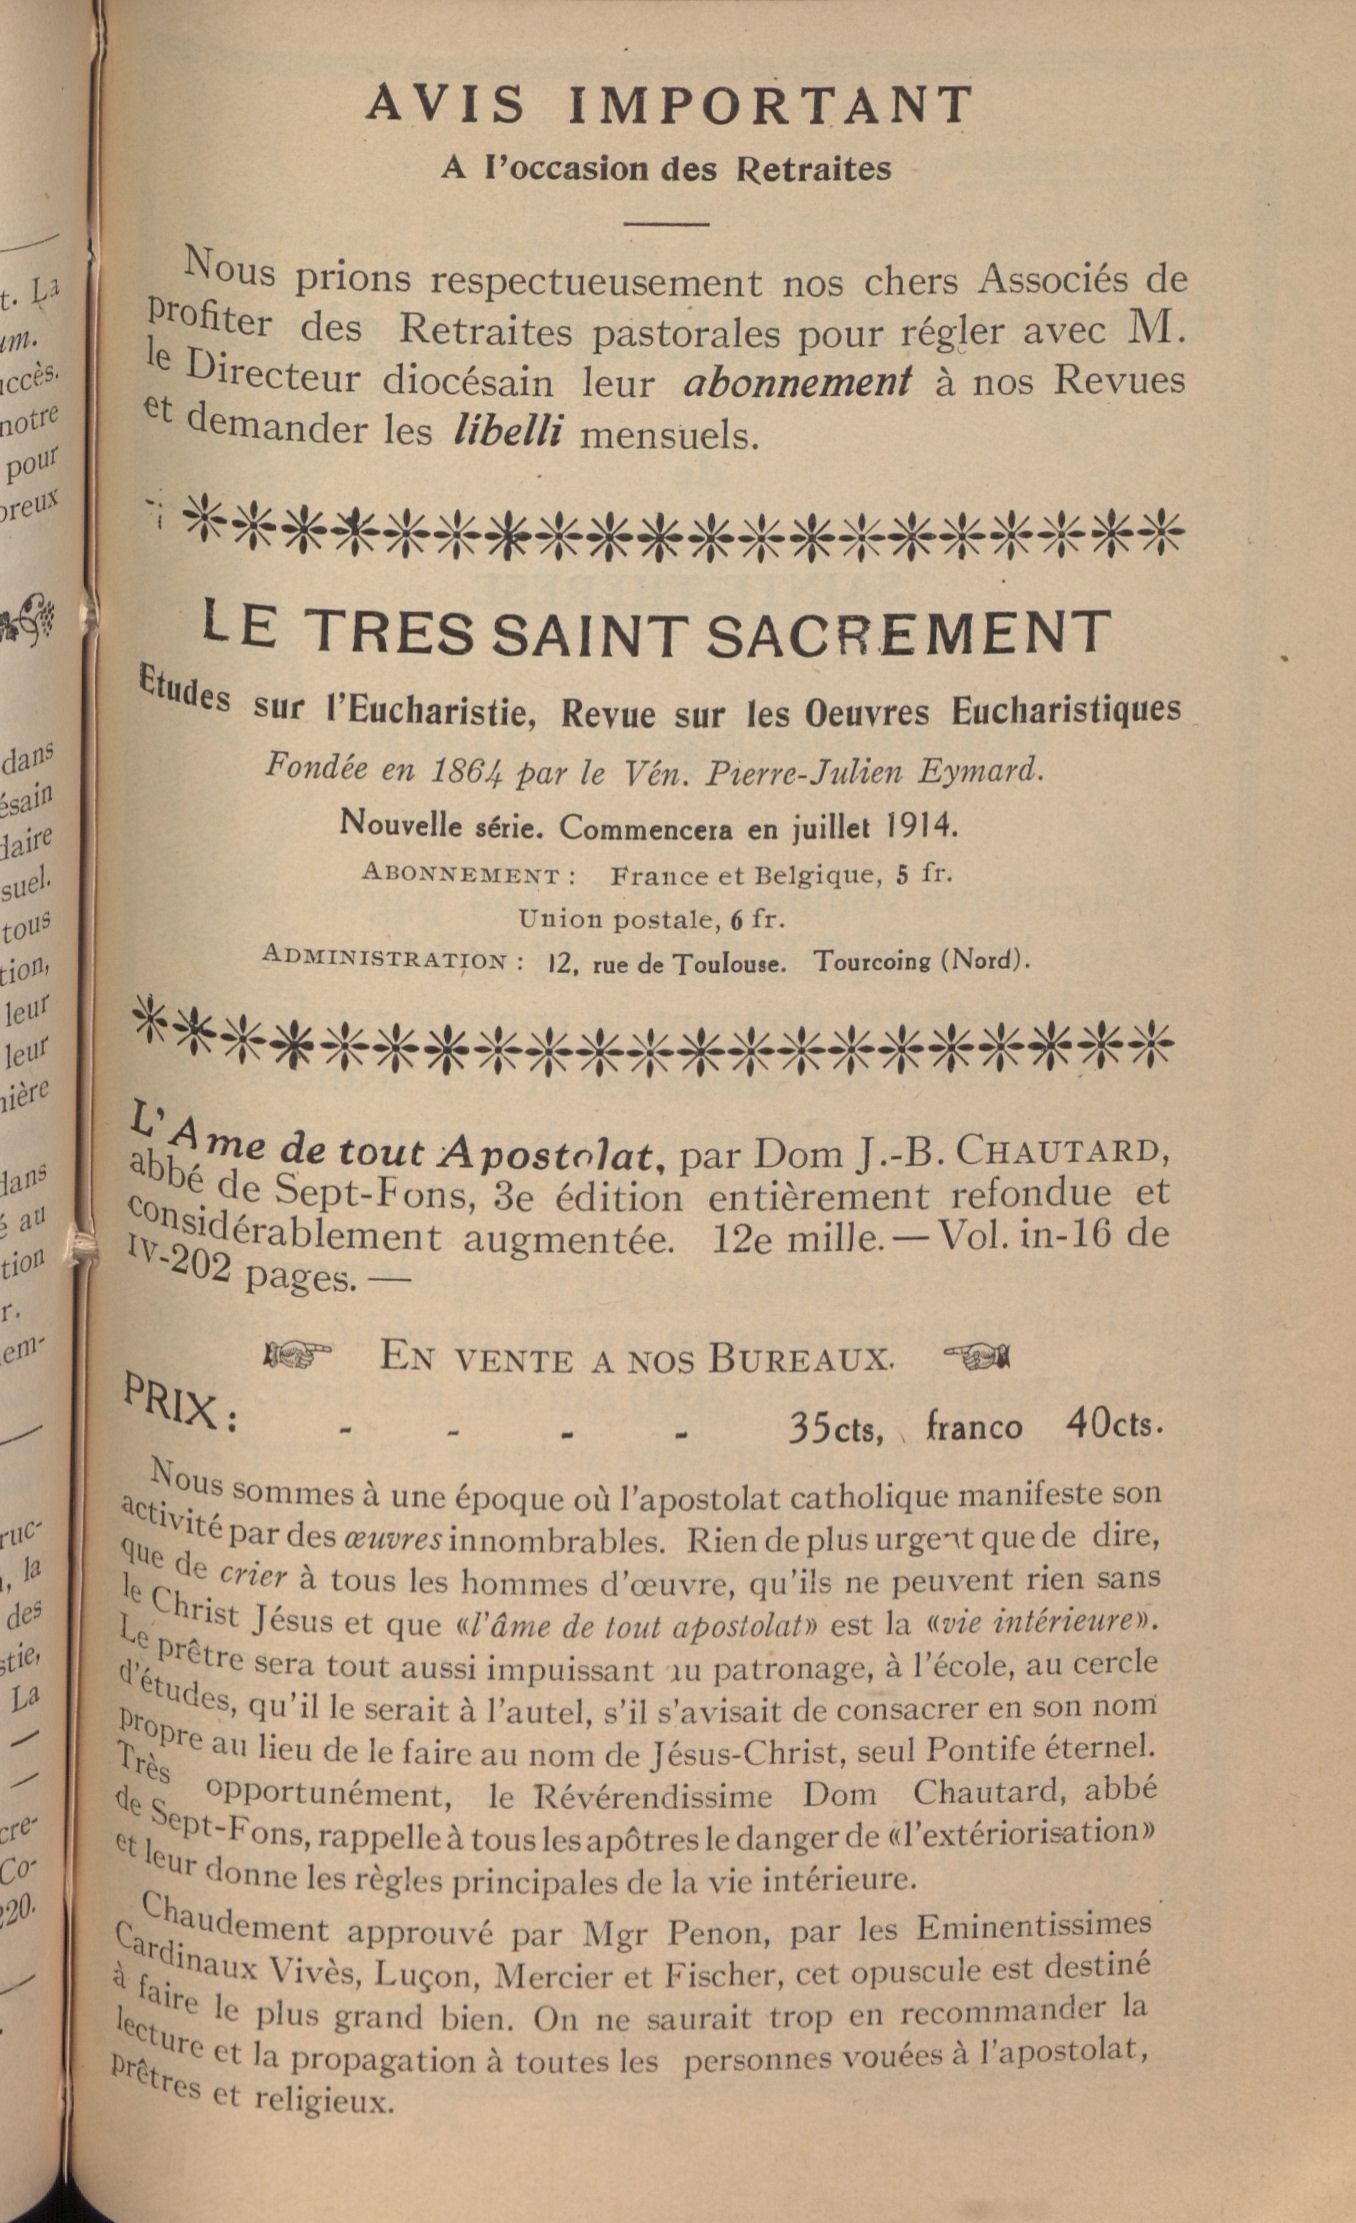 AVIS IMPORTANT
A l'occasion des Retraites
Nous prions respectueusement nos chers Associés de
profiter des Retraites pastorales pour régler avec M.
le Directeur diocésain leur abonnement à nos Revues
et demander les libelli mensuels.
LE TRES SAINT SACREMENT
Etudes sur l'Eucharistie, Revue sur les Oeuvres Eucharistiques
Fondée en 1864 par le Vén. Pierre-Julien Eymard.
Nouvelle série. Commencera en juillet 1914.
ABONNEMENT : France et Belgique, 5 fr.
Union postale, 6 fr.
ADMINISTRATION : 12, rue de Toulouse. Tourcoing (Nord).
L'Ame de tout Apostolat, par Dom J.-B. CHAUTARD,
abbé de Sept-Fons, 3e édition entièrement refondue et
considérablement augmentée. 12e mille. — Vol. in-16 de
IV-202 pages. —
EN VENTE A NOS BUREAUX.
PRIX : - - - - 35cts, franco 40cts.
Nous sommes à une époque où l'apostolat catholique manifeste son
activité par des œuvres innombrables. Rien de plus urgent que de dire,
que de crier à tous les hommes d'œuvre, qu'ils ne peuvent rien sans
le Christ Jésus et que «l'âme de tout apostolat» est la «vie intérieure».
Le prêtre sera tout aussi impuissant au patronage, à l'école, au cercle
d'études, qu'il le serait à l'autel, s'il s'avisait de consacrer en son nom
propre au lieu de le faire au nom de Jésus-Christ, seul Pontife éternel.
Très opportunément, le Révérendissime Dom Chautard, abbé
de Sept-Fons, rappelle à tous les apôtres le danger de «l'extériorisation»
et leur donne les règles principales de la vie intérieure.
Chaudement approuvé par Mgr Penon, par les Eminentissimes
Cardinaux Vivès, Luçon, Mercier et Fischer, cet opuscule est destiné
à faire le plus grand bien. On ne saurait trop en recommander la
lecture et la propagation à toutes les personnes vouées à l'apostolat,
prêtres et religieux.